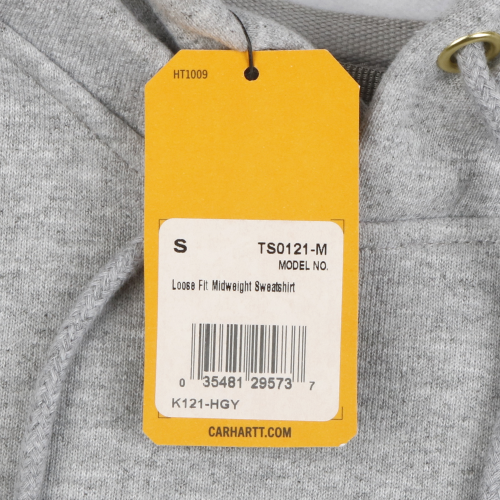 HT1009
S TS0121-M
MODEL NO.
Loose Fit Midweight Sweatshirt
0 35481 29573 7
K121-HGY
CARHARTT.COM